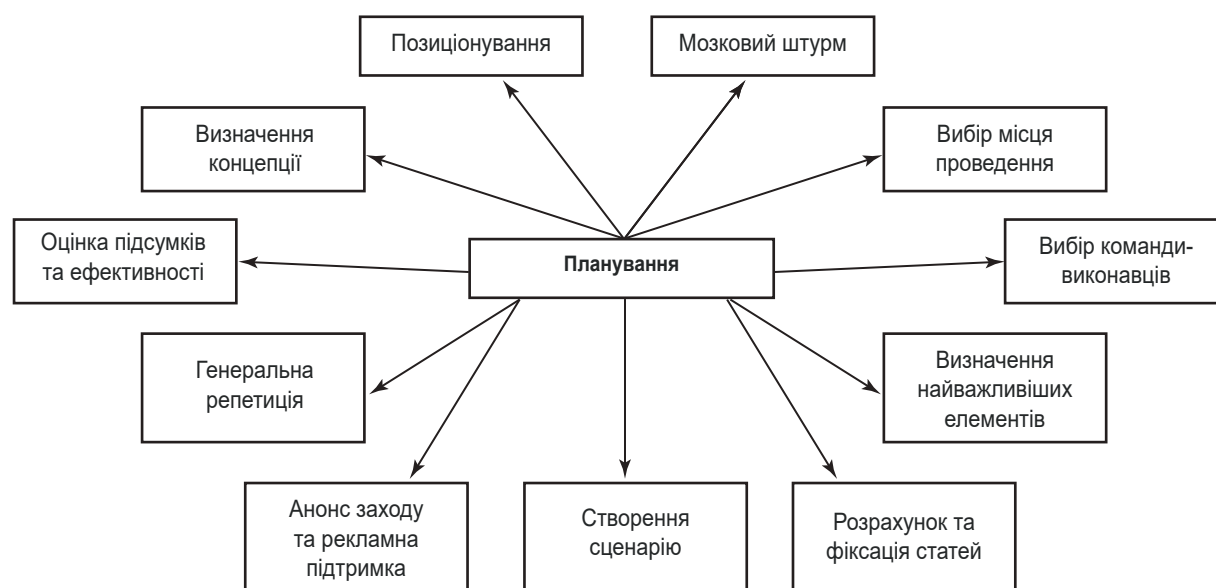 Позиціонування
Мозковий штурм
Визначення
концепції
Вибір місця
проведення
Оцінка підсумків
та ефективності
Планування
Вибір команди-
виконавців
Генеральна
репетиція
Визначення
найважливіших
елементів
Анонс заходу
та рекламна
підтримка
Створення
сценарію
Розрахунок та
фіксація статей